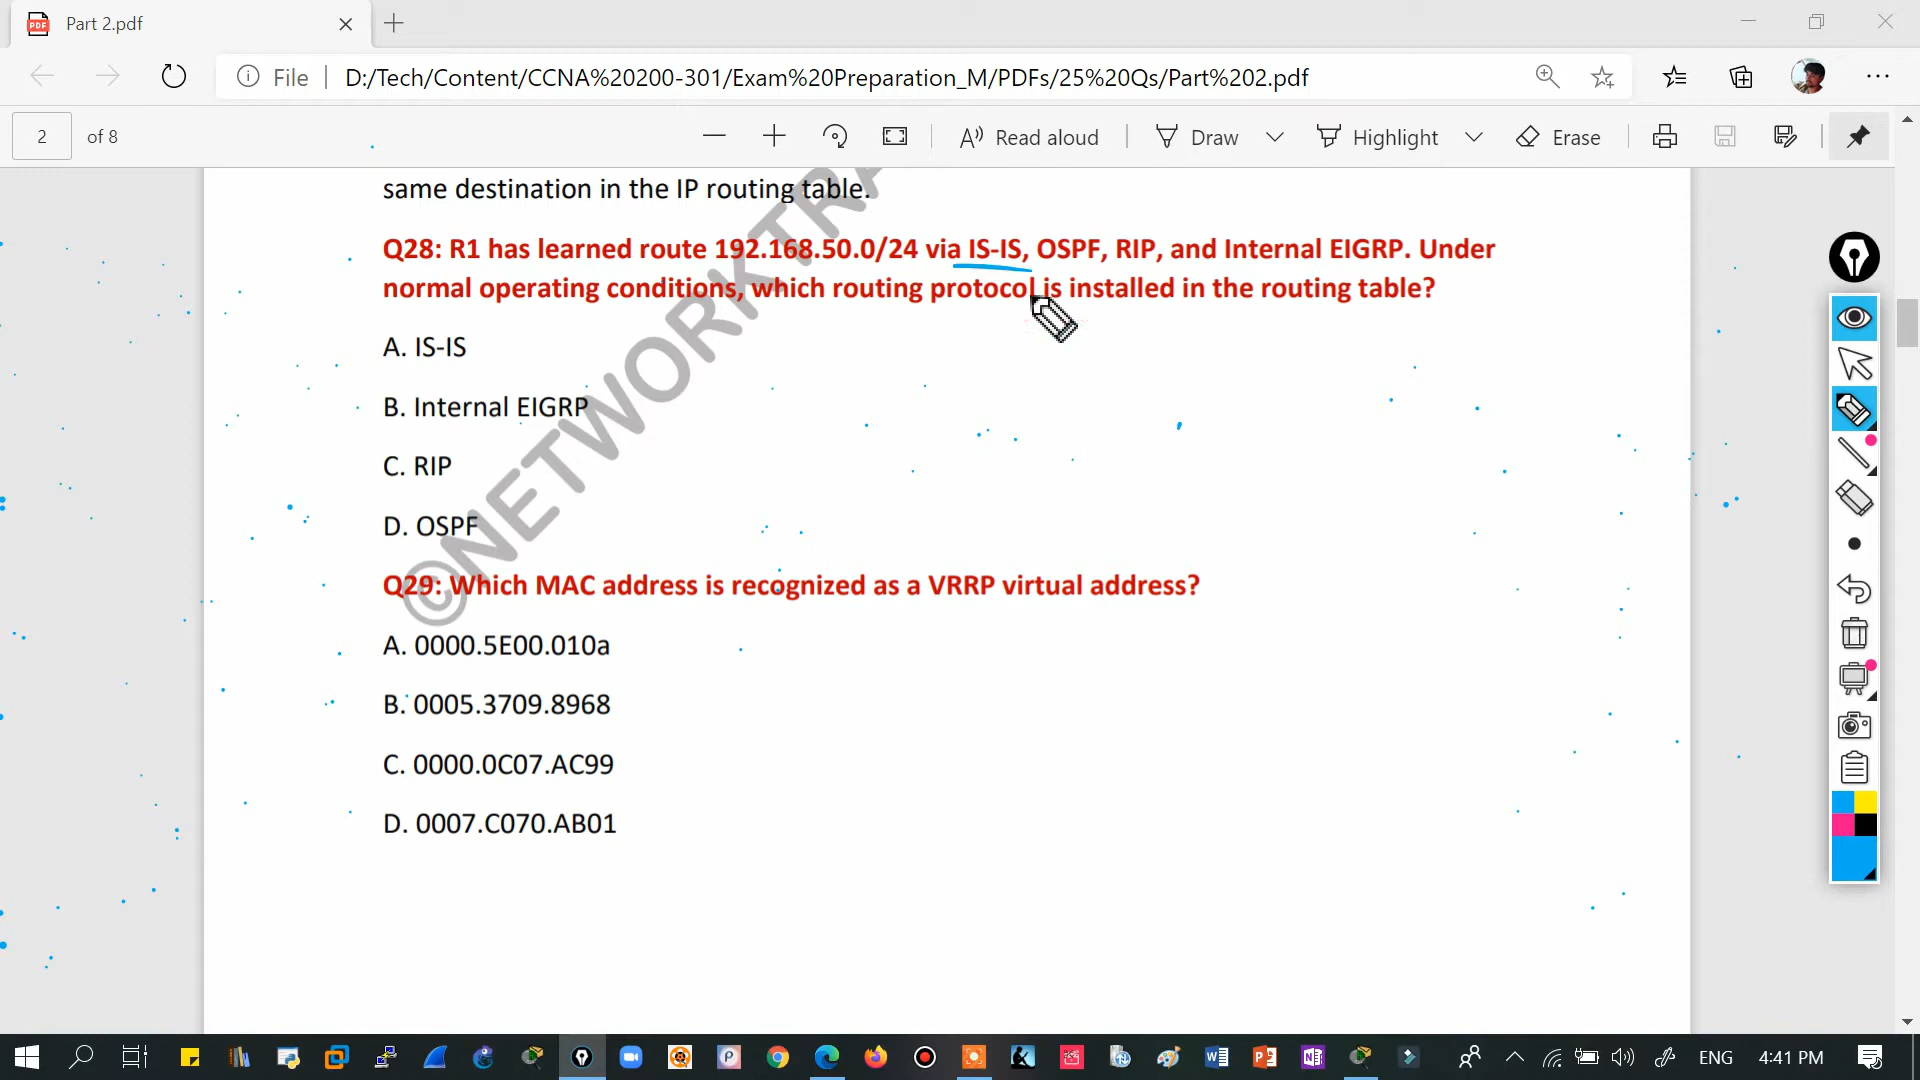 Part 2.pdf
File
D:/Tech/Content/CCNA%20200-301/Exam%20Preparation_M/PDFs/25%20Qs/Part%202.pdf
2 of 8
A Read aloud
Draw
Highlight
Erase
same destination in the IP routing table.
Q28: R1 has learned route 192.168.50.0/24 via IS-IS, OSPF, RIP, and Internal EIGRP. Under
normal operating conditions, which routing protocol is installed in the routing table?
A. IS-IS
B. Internal EIGRP
C. RIP
D. OSPF
Q29: Which MAC address is recognized as a VRRP virtual address?
A. 0000.5E00.010a
B. 0005.3709.8968
C. 0000.0C07.AC99
D. 0007.C070.AB01
©NETWORKTRA
ENG
4:41 PM